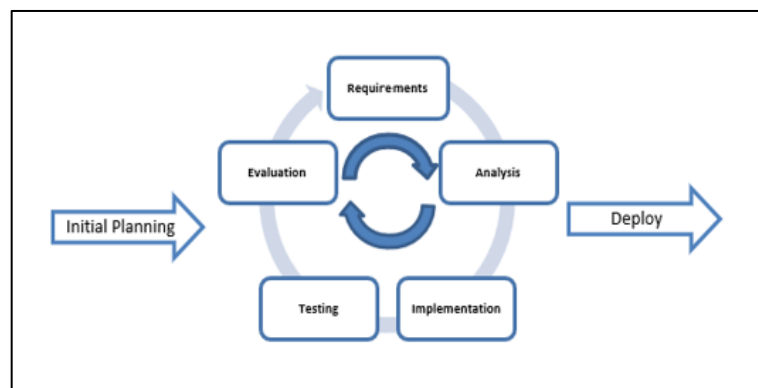 Requirements
Evaluation
Analysis
Initial Planning
Deploy
Testing
Implementation